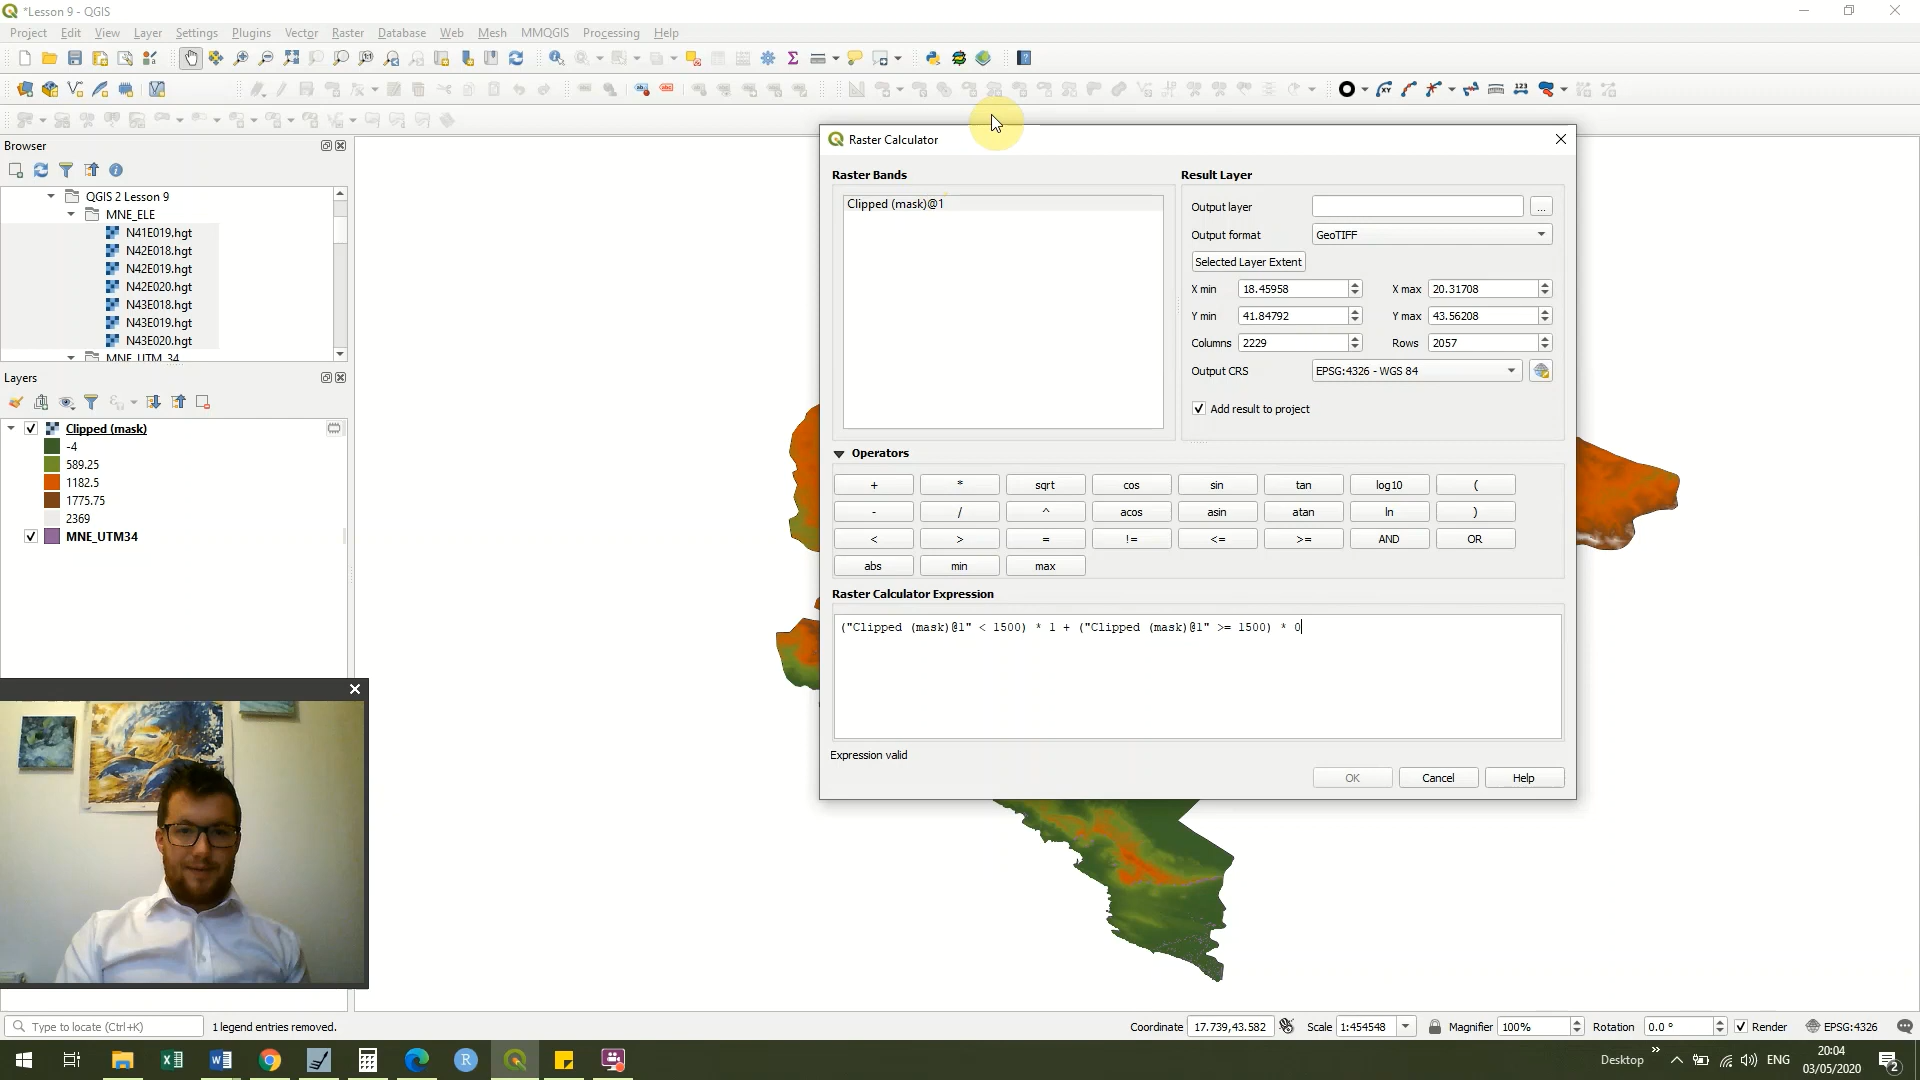 *Lesson 9 - QGIS
Project Edit View Layer Settings Plugins Vector Raster Database Web Mesh MMQGIS Processing Help
Browser
QGIS 2 Lesson 9
MNE_ELE
N41E019.hgt
N42E018.hgt
N42E019.hgt
N42E020.hgt
N43E018.hgt
N43E019.hgt
N43E020.hgt
MNE_UTM_34
Layers
Clipped (mask)
-4
589.25
1182.5
1775.75
2369
MNE_UTM34
Raster Calculator
Raster Bands
Clipped (mask)@1
Result Layer
Output layer
...
Output format GeoTIFF
Selected Layer Extent
X min 18.45958 X max 20.31708
Y min 41.84792 Y max 43.56208
Columns 2229 Rows 2057
Output CRS EPSG:4326 - WGS 84
Add result to project
Operators
+ * sqrt cos sin tan log10 (
- / ^ acos asin atan ln )
< > = != <= >= AND OR
abs min max
Raster Calculator Expression
("Clipped (mask)@1" < 1500) * 1 + ("Clipped (mask)@1" >= 1500) * 0
Expression valid
OK Cancel Help
Type to locate (Ctrl+K) 1 legend entries removed. Coordinate 17.739,43.582 Scale 1:454548 Magnifier 100% Rotation 0.0 ° Render EPSG:4326
Desktop ENG
20:04
03/05/2020
2